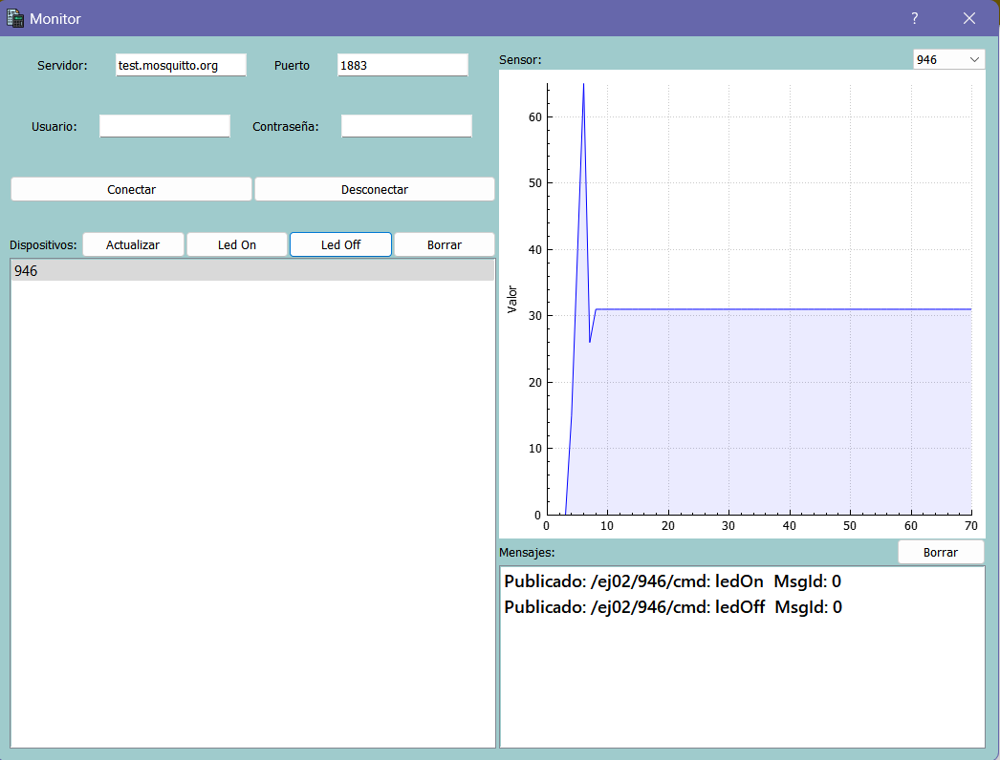 Monitor ?
Servidor: test.mosquitto.org Puerto 1883
Usuario: Contraseña:
Conectar Desconectar
Dispositivos: Actualizar Led On Led Off Borrar
946
Sensor: 946
60
50
40
30
20
10
0
Valor
0 10 20 30 40 50 60 70
Mensajes: Borrar
Publicado: /ej02/946/cmd: ledOn MsgId: 0
Publicado: /ej02/946/cmd: ledOff MsgId: 0